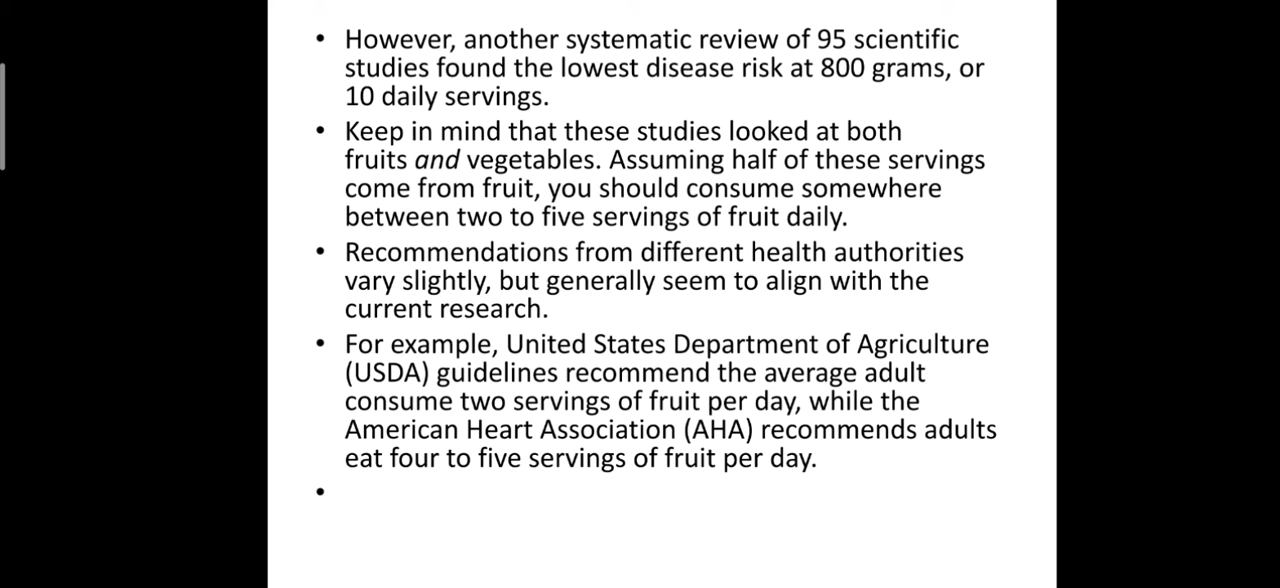 • However, another systematic review of 95 scientific
studies found the lowest disease risk at 800 grams, or
10 daily servings.
• Keep in mind that these studies looked at both
fruits and vegetables. Assuming half of these servings
come from fruit, you should consume somewhere
between two to five servings of fruit daily.
• Recommendations from different health authorities
vary slightly, but generally seem to align with the
current research.
• For example, United States Department of Agriculture
(USDA) guidelines recommend the average adult
consume two servings of fruit per day, while the
American Heart Association (AHA) recommends adults
eat four to five servings of fruit per day.
•